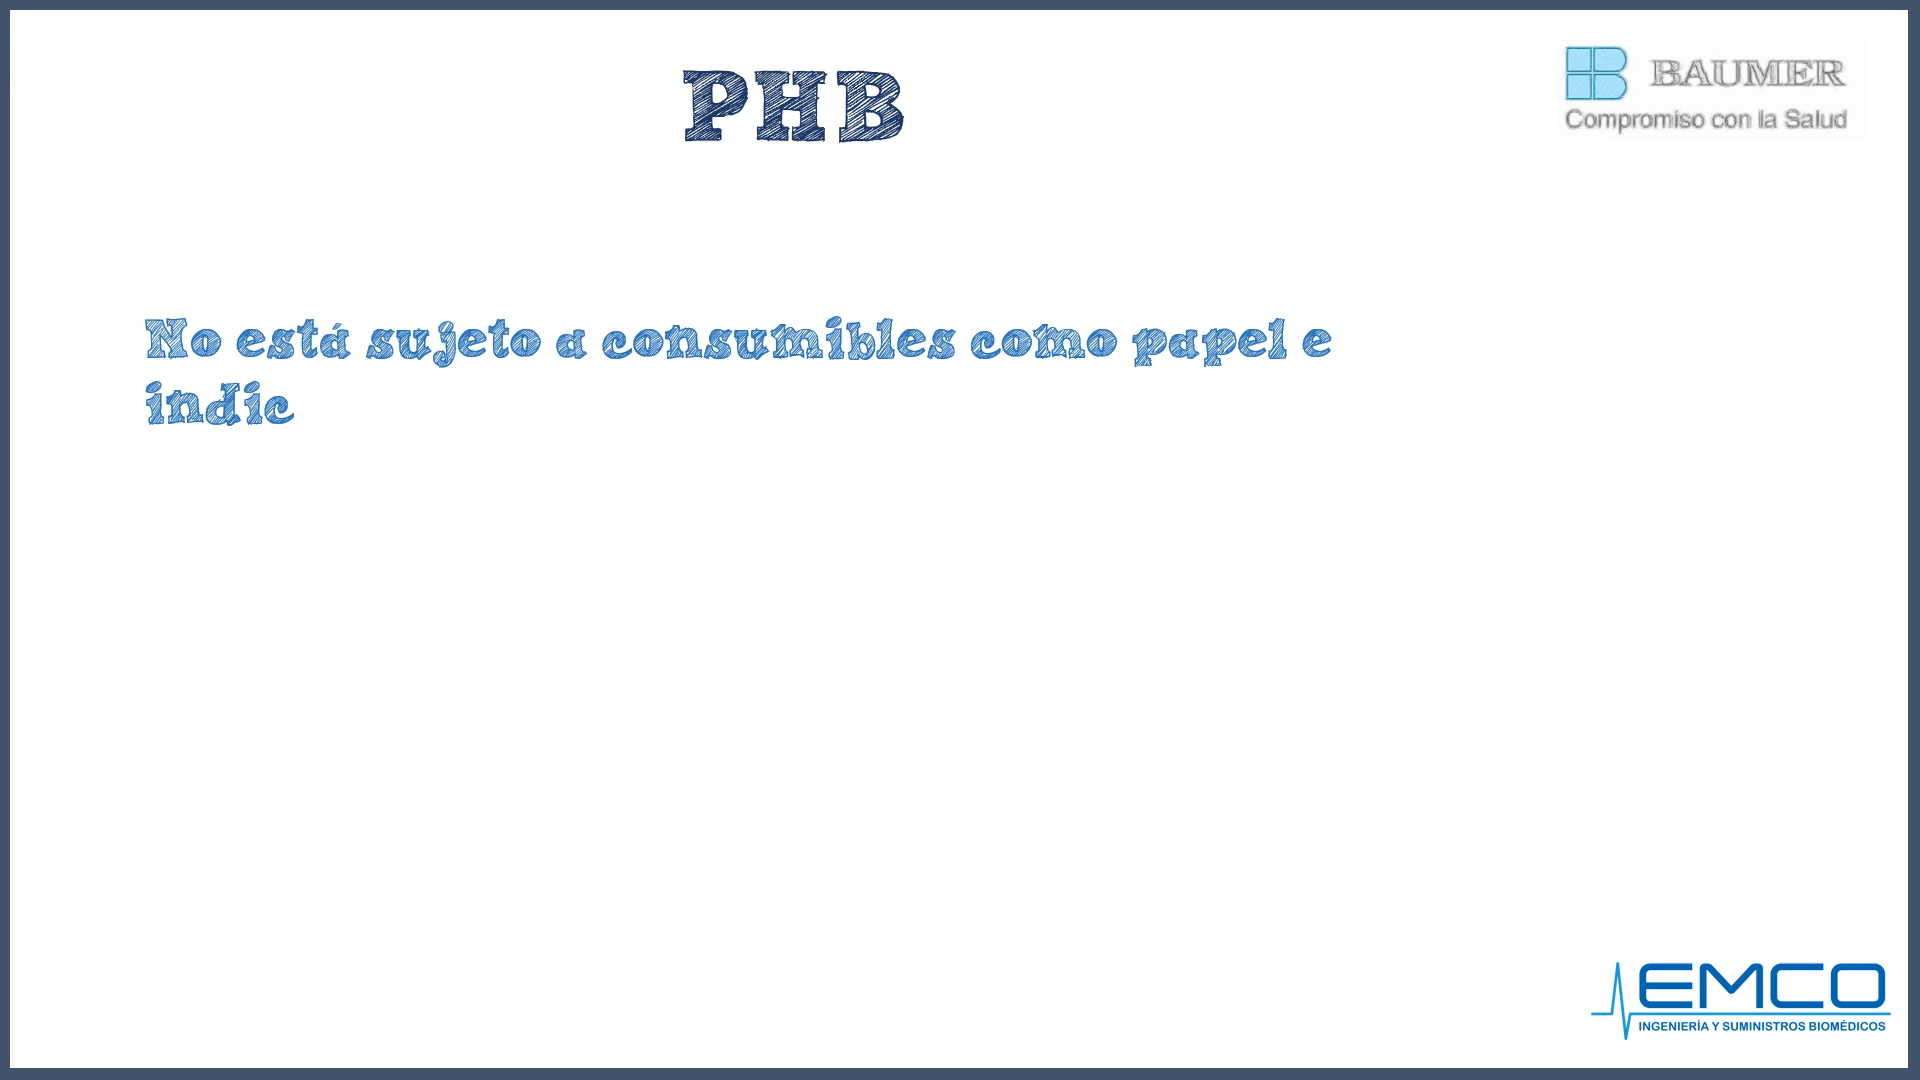 PHB
BAUMER
Compromiso con la Salud
No está sujeto a consumibles como papel e
indic
EMCO
INGENIERÍA Y SUMINISTROS BIOMÉDICOS